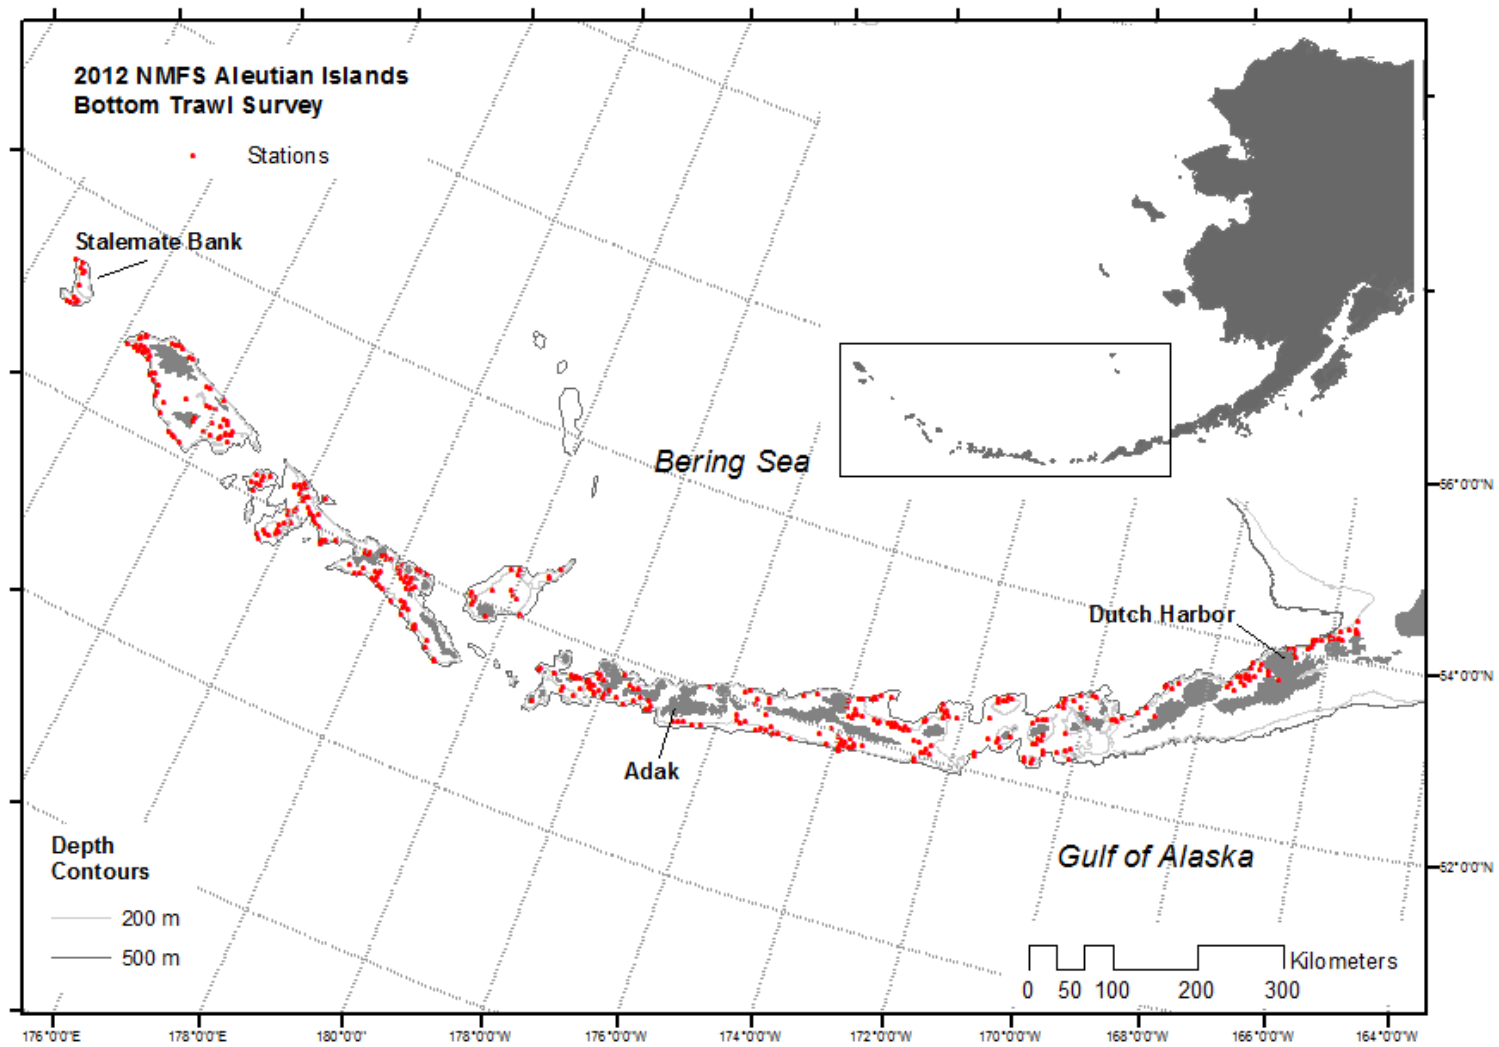 2012 NMFS Aleutian Islands
Bottom Trawl Survey
Stations
Stalemate Bank
Bering Sea
56°0'0"N
Dutch Harbor
54°0'0"N
Adak
Depth
Contours
Gulf of Alaska
52°0'0"N
200 m
500 m
Kilometers
0 50 100 200 300
176°0'0"E 178°0'0"E 180°0'0" 178°0'0"W 176°0'0"W 174°0'0"W 172°0'0"W 170°0'0"W 168°0'0"W 166°0'0"W 164°0'0"W